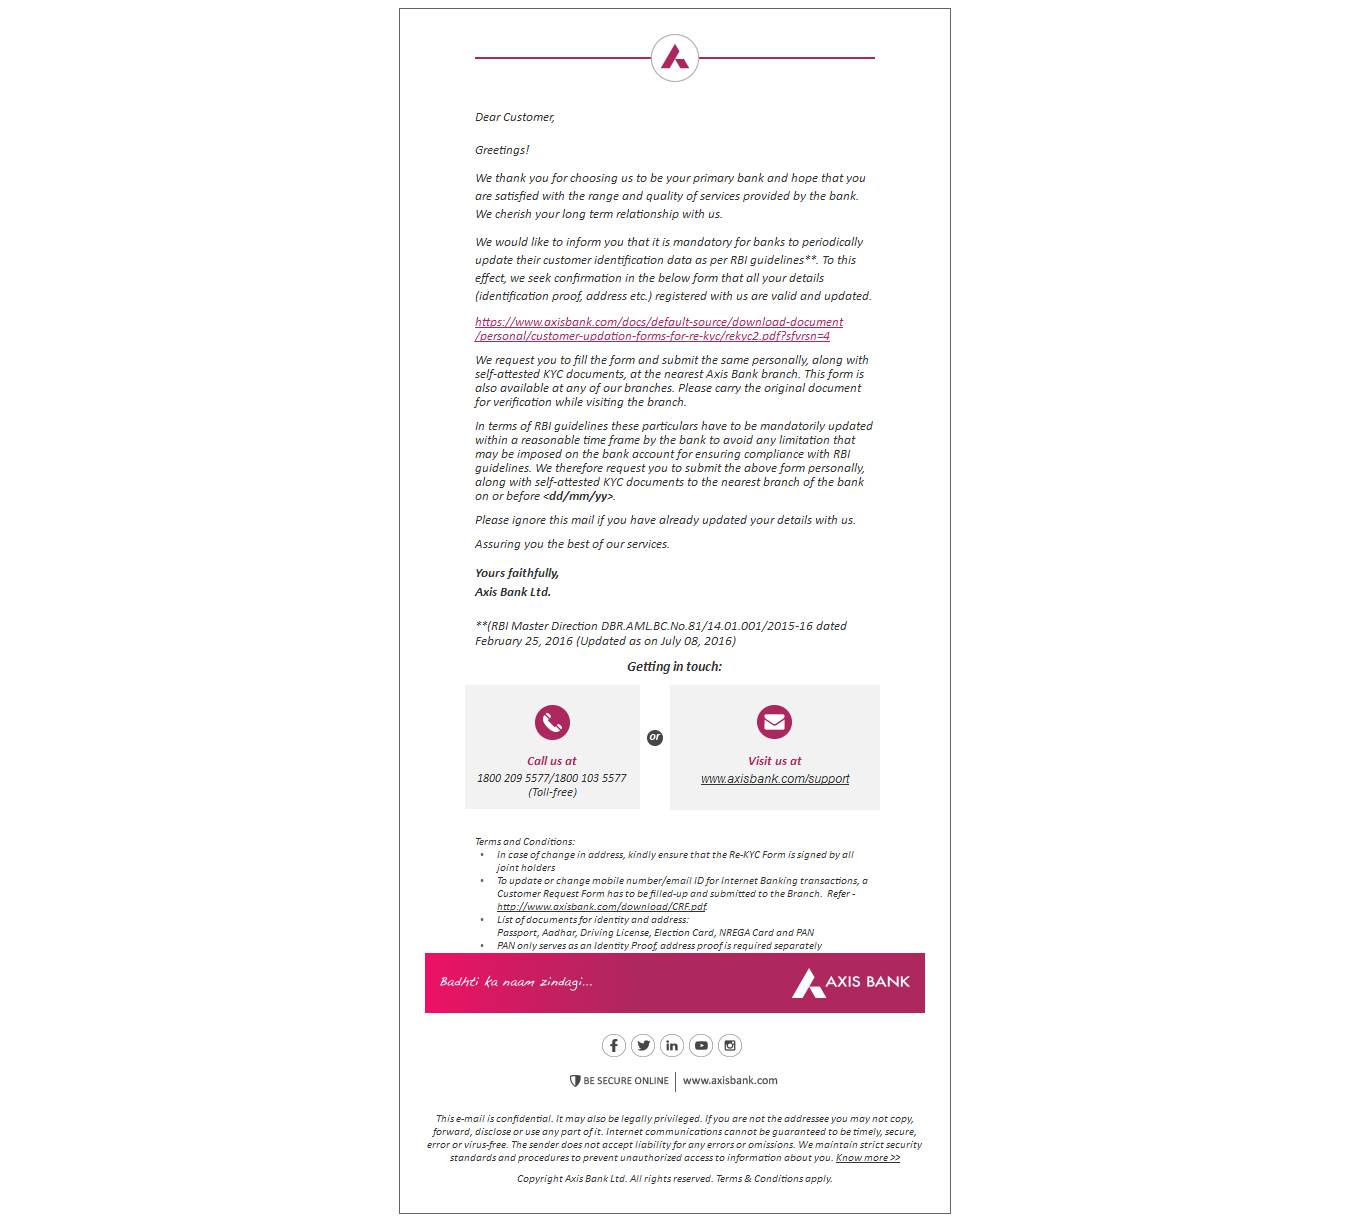 Dear Customer,
Greetings!
We thank you for choosing us to be your primary bank and hope that you
are satisfied with the range and quality of services provided by the bank.
We cherish your long term relationship with us.
We would like to inform you that it is mandatory for banks to periodically
update their customer identification data as per RBI guidelines**. To this
effect, we seek confirmation in the below form that all your details
(identification proof, address etc.) registered with us are valid and updated.
https://www.axisbank.com/docs/default-source/download-document
/personal/customer-updation-forms-for-re-kyc/rekyc2.pdf?sfvrsn=4
We request you to fill the form and submit the same personally, along with
self-attested KYC documents, at the nearest Axis Bank branch. This form is
also available at any of our branches. Please carry the original document
for verification while visiting the branch.
In terms of RBI guidelines these particulars have to be mandatorily updated
within a reasonable time frame by the bank to avoid any limitation that
may be imposed on the bank account for ensuring compliance with RBI
guidelines. We therefore request you to submit the above form personally,
along with self-attested KYC documents to the nearest branch of the bank
on or before <dd/mm/yy>.
Please ignore this mail if you have already updated your details with us.
Assuring you the best of our services.
Yours faithfully,
Axis Bank Ltd.
**(RBI Master Direction DBR.AML.BC.No.81/14.01.001/2015-16 dated
February 25, 2016 (Updated as on July 08, 2016)
Getting in touch:
Call us at
1800 209 5577/1800 103 5577
(Toll-free)
or
Visit us at
www.axisbank.com/support
Terms and Conditions:
• In case of change in address, kindly ensure that the Re-KYC Form is signed by all
joint holders
• To update or change mobile number/email ID for Internet Banking transactions, a
Customer Request Form has to be filled-up and submitted to the Branch. Refer -
http://www.axisbank.com/download/CRF.pdf.
• List of documents for identity and address:
Passport, Aadhar, Driving License, Election Card, NREGA Card and PAN
• PAN only serves as an Identity Proof, address proof is required separately
Badhti ka naam zindagi...
AXIS BANK
BE SECURE ONLINE | www.axisbank.com
This e-mail is confidential. It may also be legally privileged. If you are not the addressee you may not copy,
forward, disclose or use any part of it. Internet communications cannot be guaranteed to be timely, secure,
error or virus-free. The sender does not accept liability for any errors or omissions. We maintain strict security
standards and procedures to prevent unauthorized access to information about you. Know more >>
Copyright Axis Bank Ltd. All rights reserved. Terms & Conditions apply.